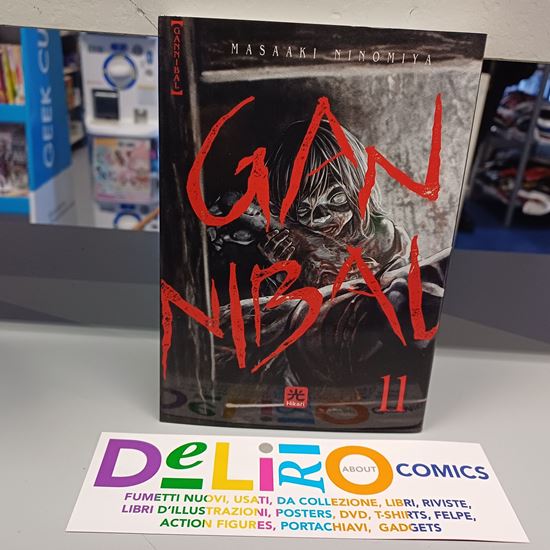 GEEK CU
[GANNIBAL]
MASAAKI NINOMIYA
GAN
NIBAL
光
Hikari
11
DeLiRiO
ABOUT
COMICS
FUMETTI NUOVI, USATI, DA COLLEZIONE, LIBRI, RIVISTE,
LIBRI D'ILLUSTRAZIONI, POSTERS, DVD, T-SHIRTS, FELPE,
ACTION FIGURES, PORTACHIAVI, GADGETS